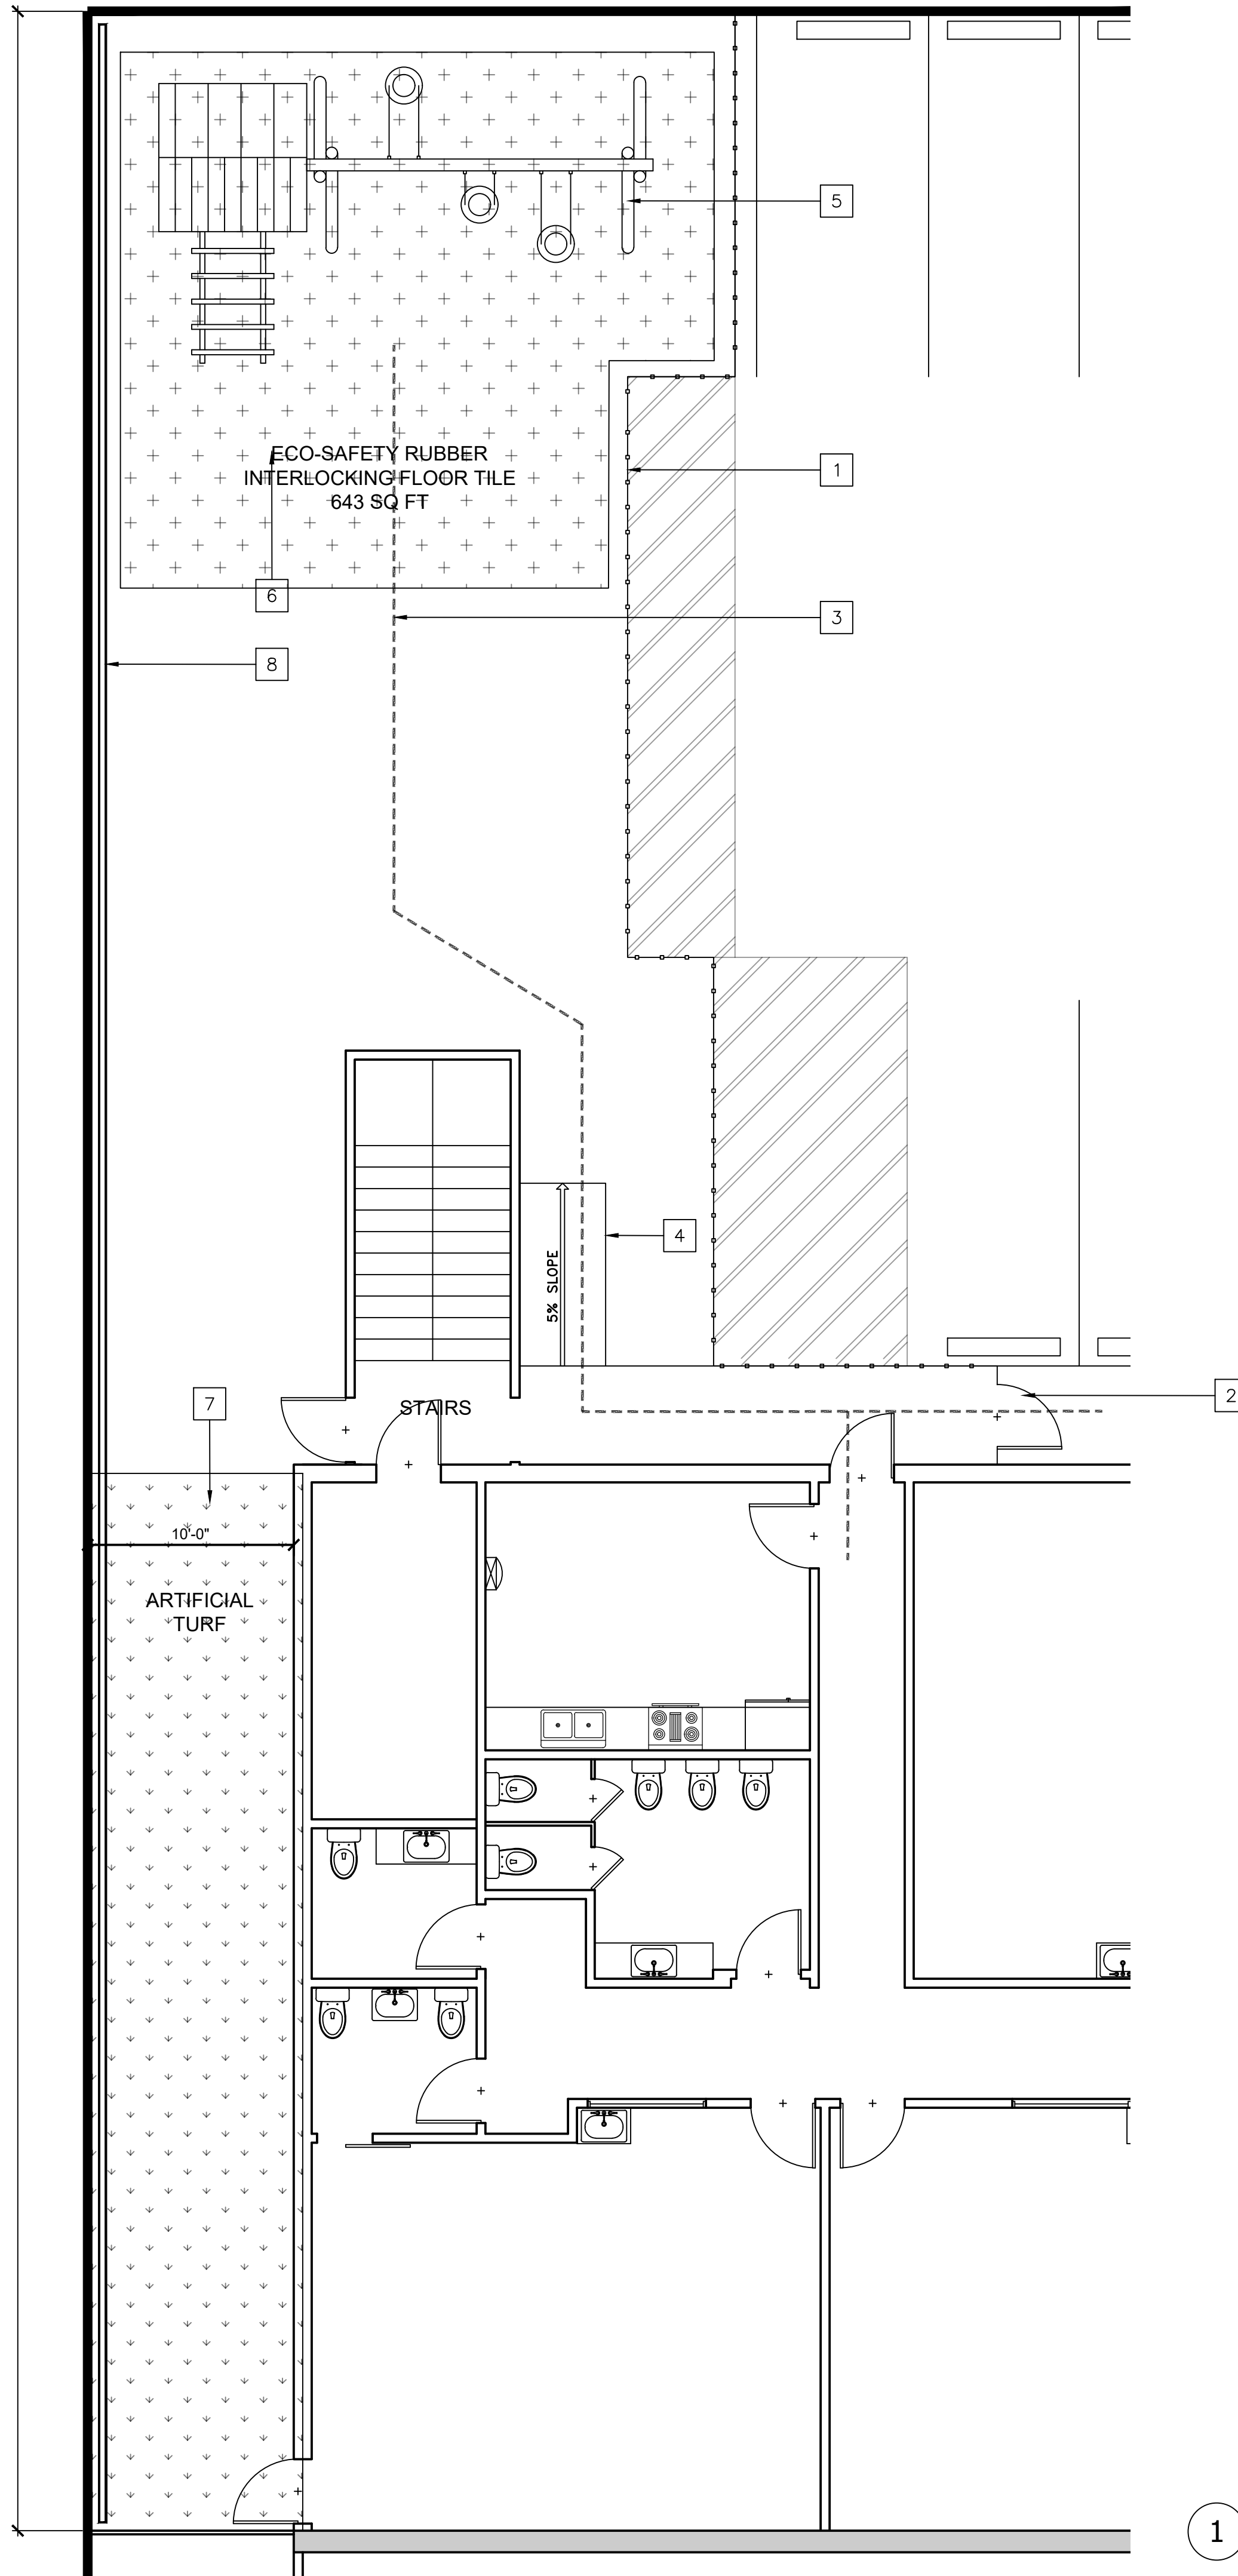 5
1
ECO-SAFETY RUBBER
INTERLOCKING FLOOR TILE
643 SQ FT
6
3
8
4
5% SLOPE
2
7
STAIRS
10'-0"
ARTIFICIAL
TURF
1